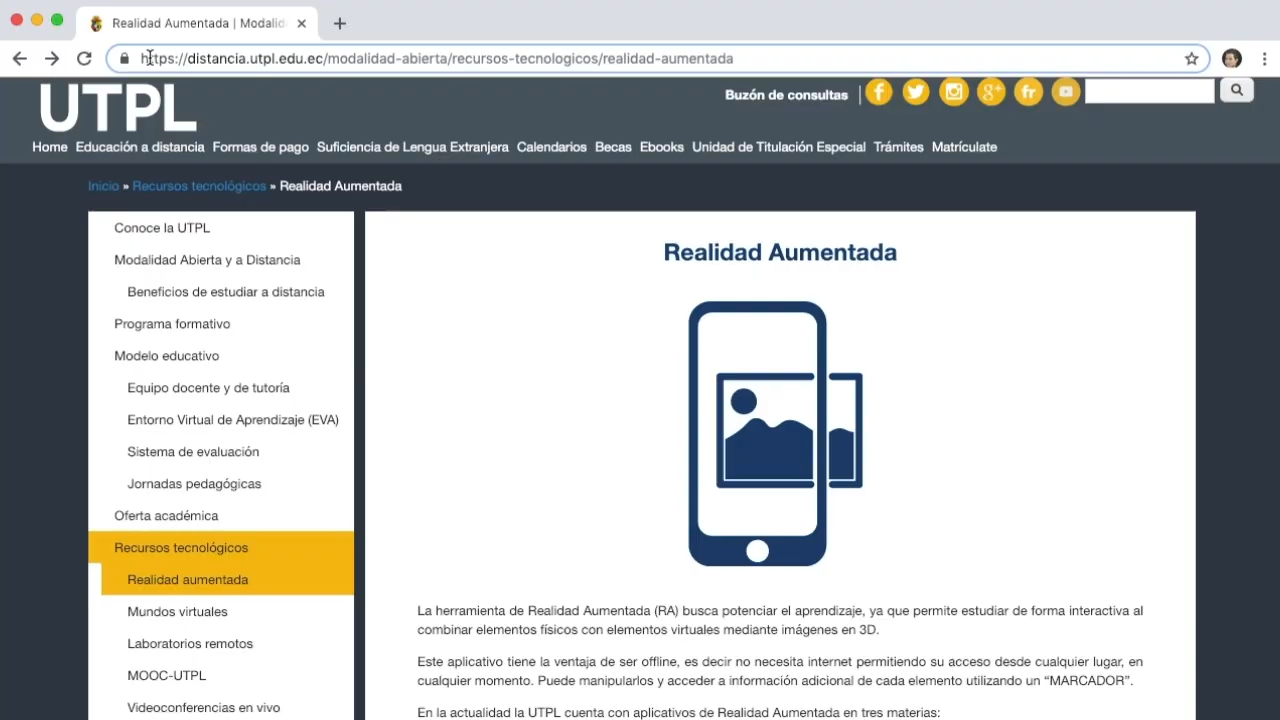 Realidad Aumentada | Modalid
https://distancia.utpl.edu.ec/modalidad-abierta/recursos-tecnologicos/realidad-aumentada
UTPL
Buzón de consultas
Home Educación a distancia Formas de pago Suficiencia de Lengua Extranjera Calendarios Becas Ebooks Unidad de Titulación Especial Trámites Matrículate
Inicio » Recursos tecnológicos » Realidad Aumentada
Conoce la UTPL
Modalidad Abierta y a Distancia
Beneficios de estudiar a distancia
Programa formativo
Modelo educativo
Equipo docente y de tutoría
Entorno Virtual de Aprendizaje (EVA)
Sistema de evaluación
Jornadas pedagógicas
Oferta académica
Recursos tecnológicos
Realidad aumentada
Mundos virtuales
Laboratorios remotos
MOOC-UTPL
Videoconferencias en vivo
Realidad Aumentada
La herramienta de Realidad Aumentada (RA) busca potenciar el aprendizaje, ya que permite estudiar de forma interactiva al
combinar elementos físicos con elementos virtuales mediante imágenes en 3D.
Este aplicativo tiene la ventaja de ser offline, es decir no necesita internet permitiendo su acceso desde cualquier lugar, en
cualquier momento. Puede manipularlos y acceder a información adicional de cada elemento utilizando un “MARCADOR”.
En la actualidad la UTPL cuenta con aplicativos de Realidad Aumentada en tres materias: